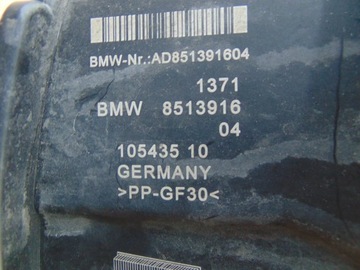 BMW-Nr.:AD851391604
1371
BMW 8513916
04
105435 10
GERMANY
>PP-GF30<